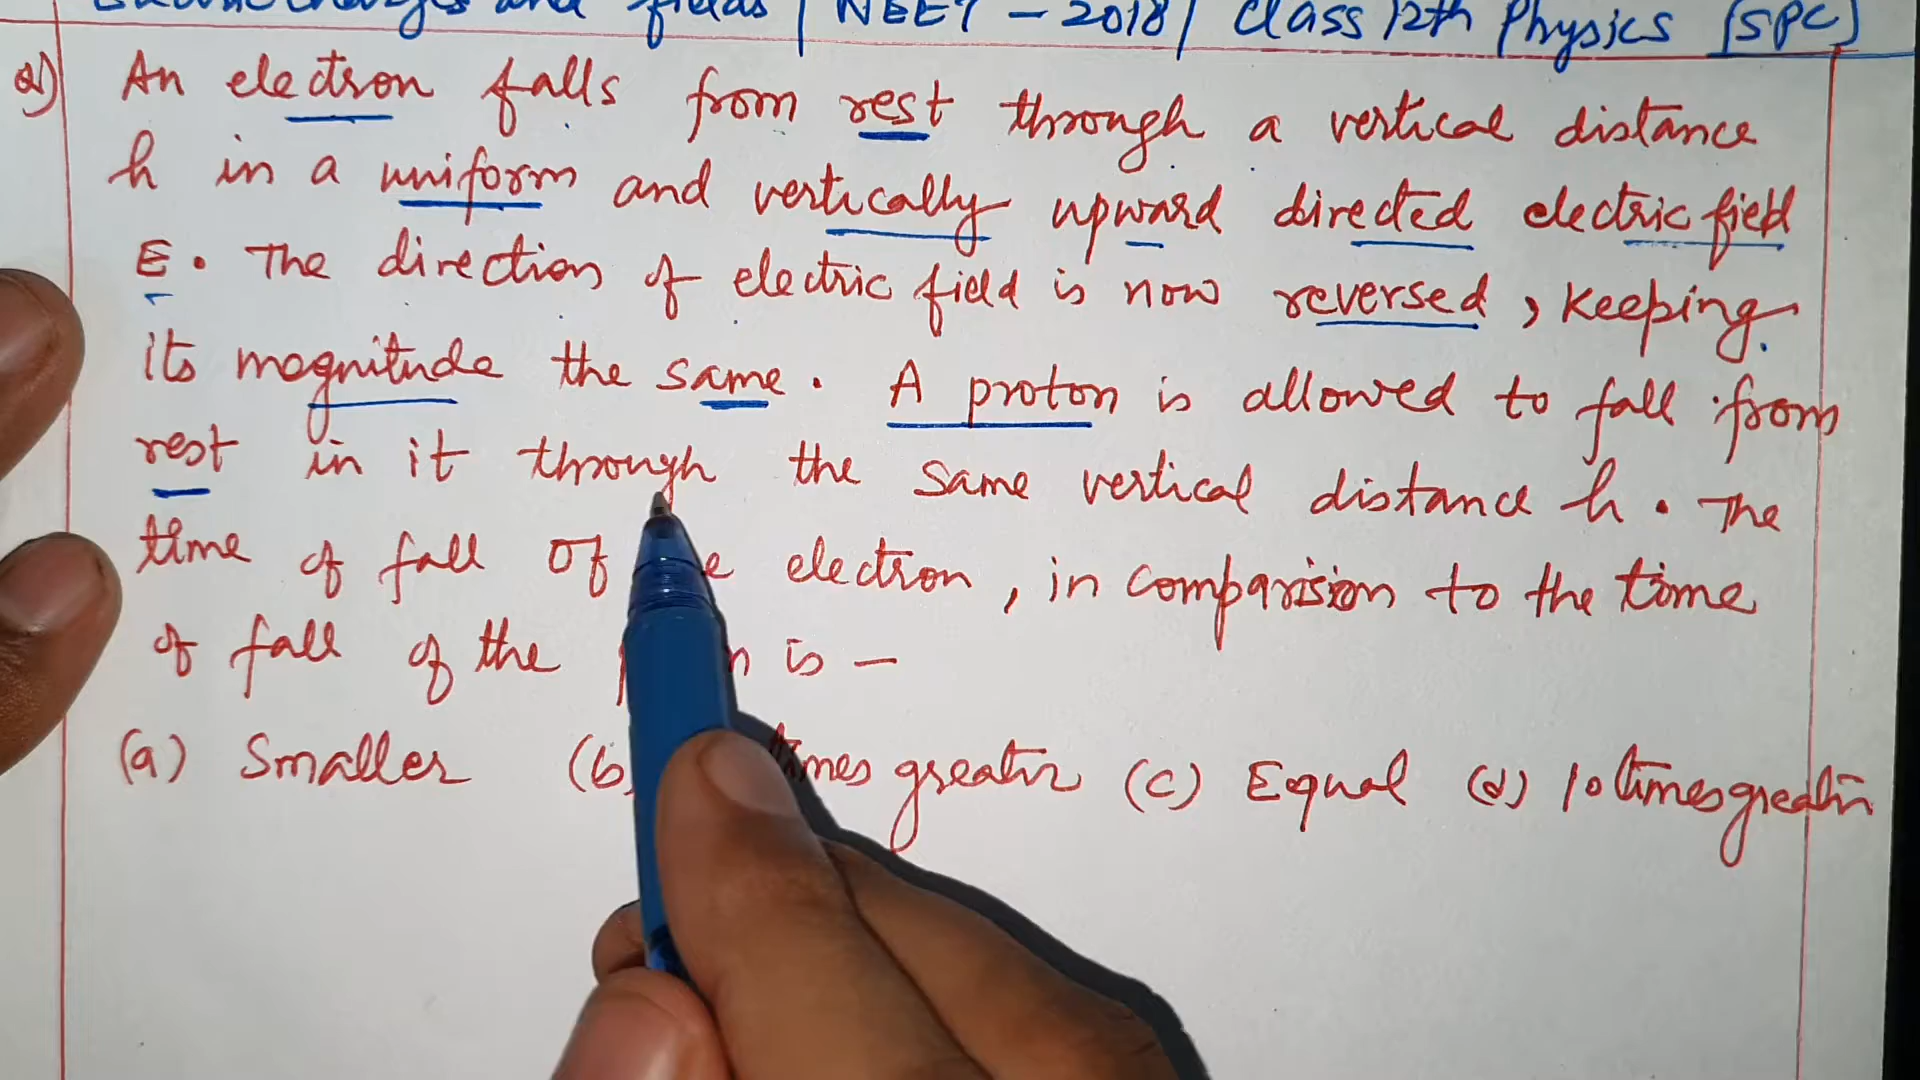 and fields | NEET - 2018 | Class 12th Physics [SPC]
Q) An electron falls from rest through a vertical distance
h in a uniform and vertically upward directed electric field
E. The direction of electric field is now reversed, keeping
its magnitude the same. A proton is allowed to fall from
rest in it through the same vertical distance h. The
time of fall of electron, in comparision to the time
of fall of the is -
(a) Smaller (b) times greater (c) Equal (d) 10 times greater